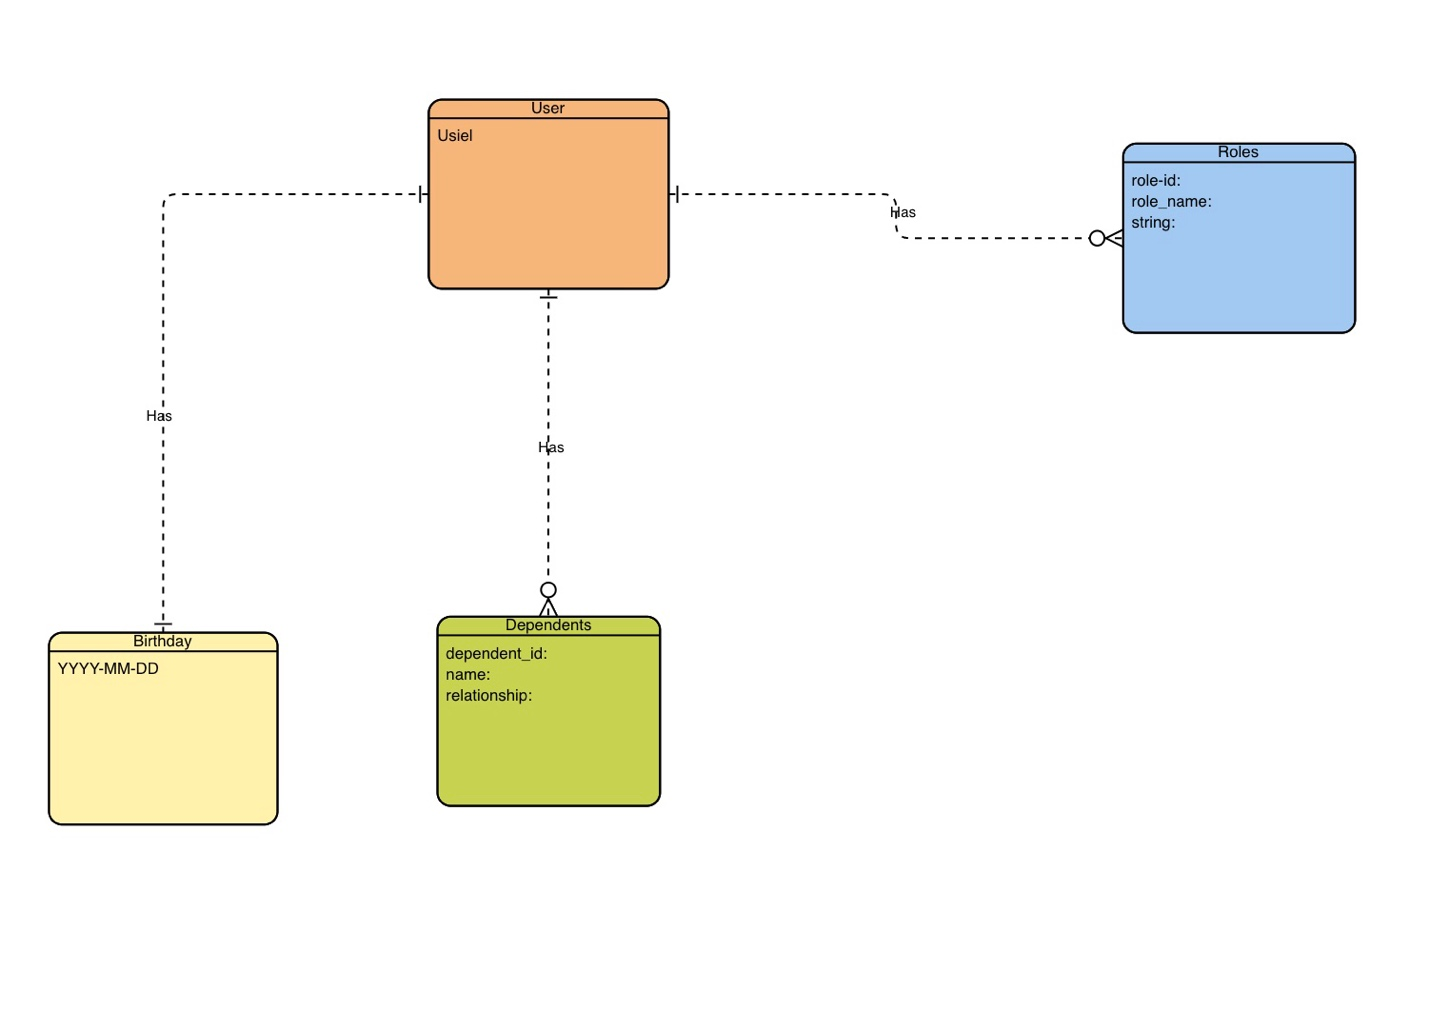 User
Usiel
Roles
role-id:
role_name:
string:
Has
Has
Has
Birthday
YYYY-MM-DD
Dependents
dependent_id:
name:
relationship: